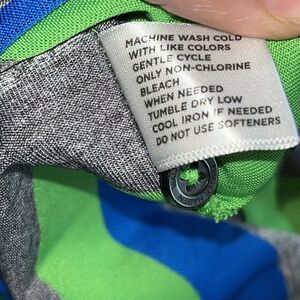 MACHINE WASH COLD
WITH LIKE COLORS
GENTLE CYCLE
ONLY NON-CHLORINE
BLEACH
WHEN NEEDED
TUMBLE DRY LOW
COOL IRON IF NEEDED
DO NOT USE SOFTENERS